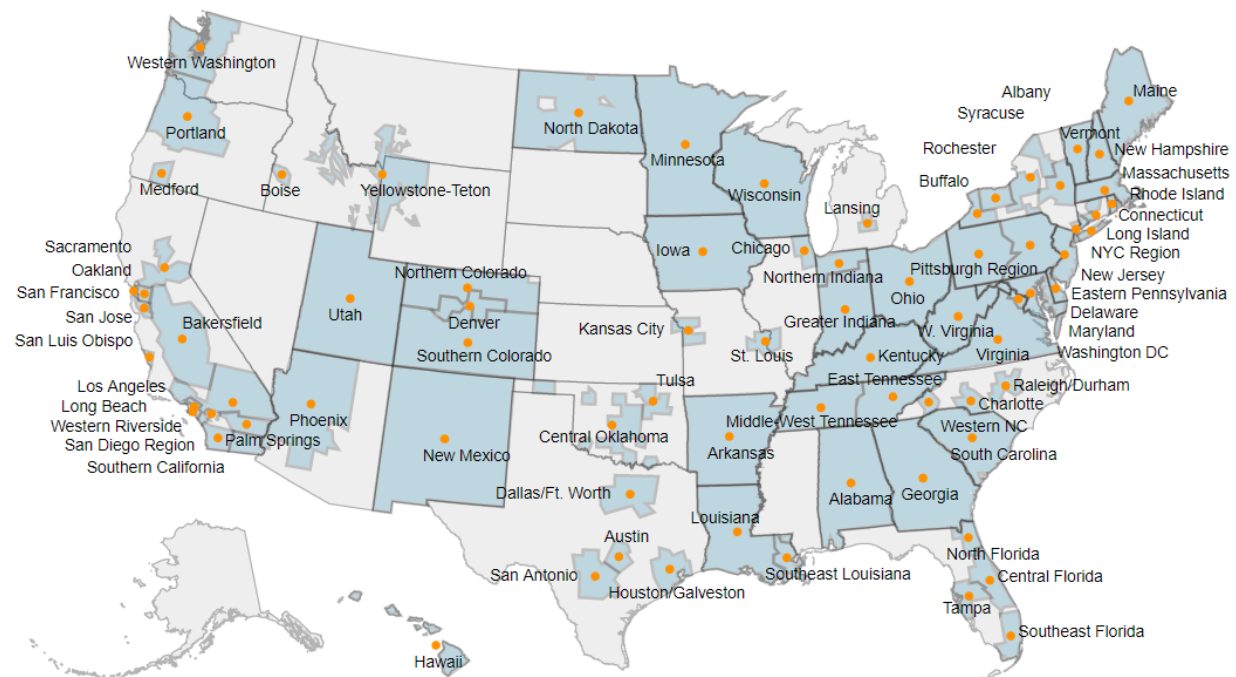 Albany
Maine
Syracuse
Western Washington
North Dakota
Portland
Vermont
Rochester
New Hampshire
Minnesota
Massachusetts
Buffalo
Medford
Boise
Yellowstone-Teton
Wisconsin
Rhode Island
Lansing
Connecticut
Long Island
Sacramento
Iowa
Chicago
NYC Region
Oakland
Northern Colorado
Northern Indiana
Pittsburgh Region
New Jersey
San Francisco
Eastern Pennsylvania
Ohio
San Jose
Bakersfield
Utah
Denver
Kansas City
Greater Indiana
Delaware
W. Virginia
Maryland
San Luis Obispo
Southern Colorado
St. Louis
Kentucky
Virginia
Washington DC
Los Angeles
Tulsa
East Tennessee
Raleigh/Durham
Long Beach
Charlotte
Western Riverside
Phoenix
Middle-West Tennessee
Western NC
San Diego Region
Palm Springs
Central Oklahoma
Southern California
New Mexico
Arkansas
South Carolina
Dallas/Ft. Worth
Alabama
Georgia
Louisiana
Austin
North Florida
San Antonio
Southeast Louisiana
Central Florida
Houston/Galveston
Tampa
Southeast Florida
Hawaii